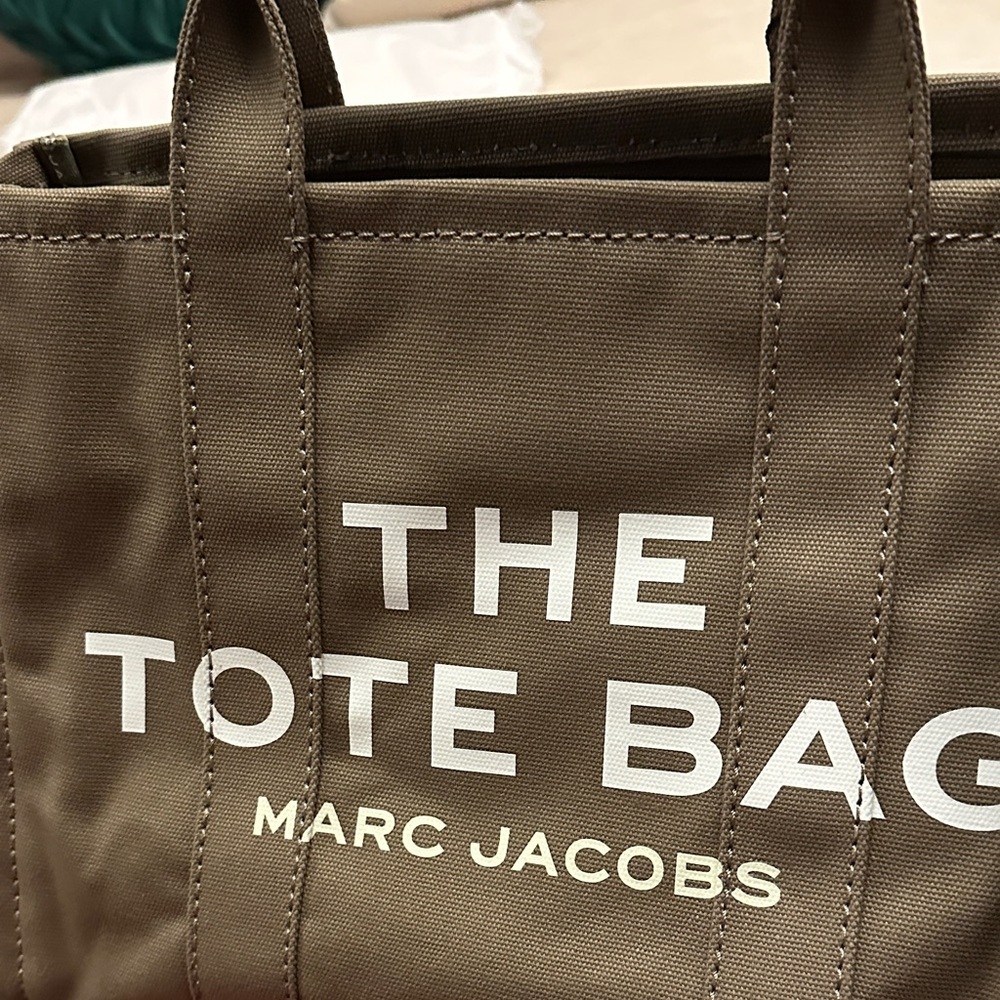 THE
TOTE BAG
MARC JACOBS